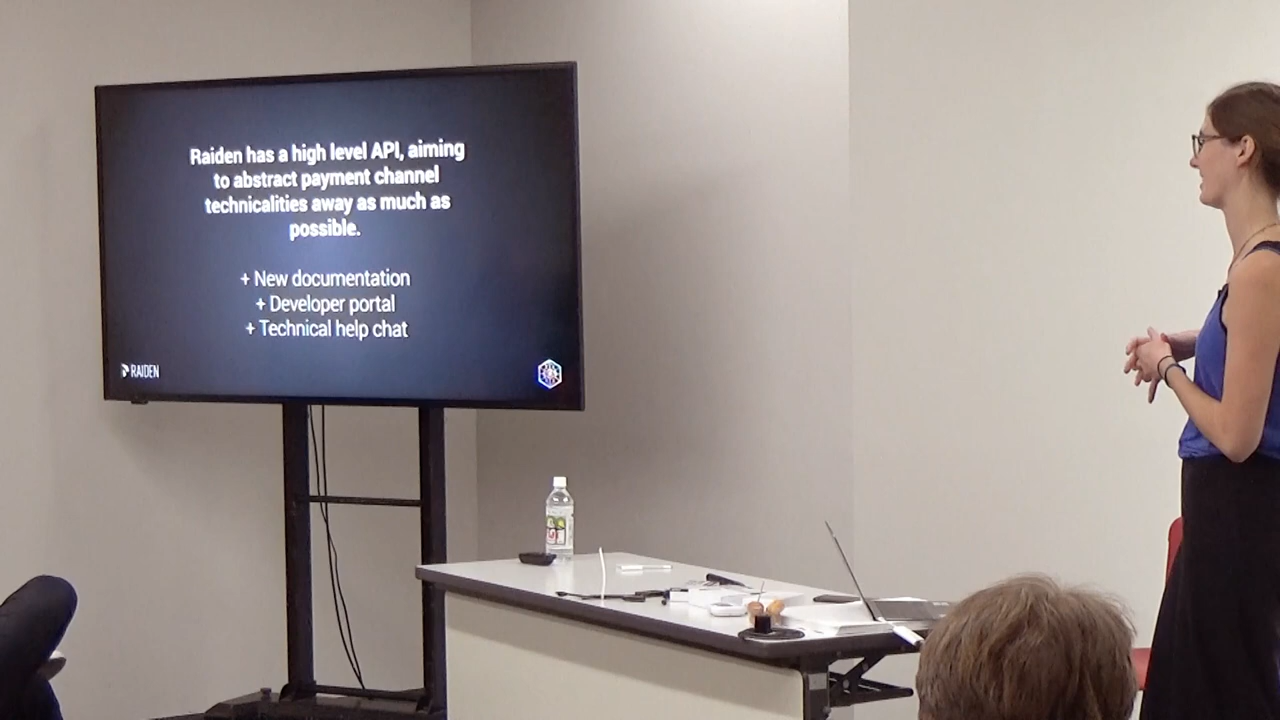 Raiden has a high level API, aiming
to abstract payment channel
technicalities away as much as
possible.
+ New documentation
+ Developer portal
+ Technical help chat
RAIDEN